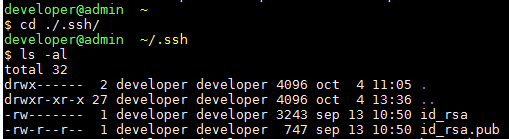 developer@admin ~
$ cd ./.ssh/
developer@admin ~/.ssh
$ ls -al
total 32
drwx------  2 developer developer 4096 oct  4 11:05 .
drwxr-xr-x 27 developer developer 4096 oct  4 13:36 ..
-rw-------  1 developer developer 3243 sep 13 10:50 id_rsa
-rw-r--r--  1 developer developer  747 sep 13 10:50 id_rsa.pub